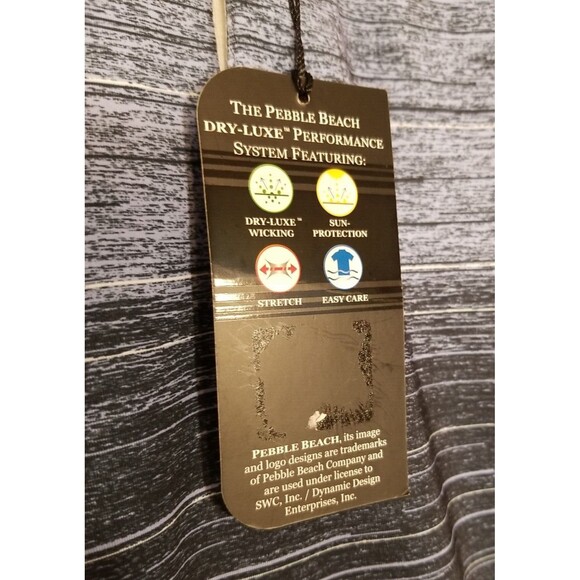 THE PEBBLE BEACH
DRY-LUXE™ PERFORMANCE
SYSTEM FEATURING:
DRY-LUXE™
WICKING
SUN-
PROTECTION
STRETCH
EASY CARE
PEBBLE BEACH, its image
and logo designs are trademarks
of Pebble Beach Company and
are used under license to
SWC, Inc. / Dynamic Design
Enterprises, Inc.